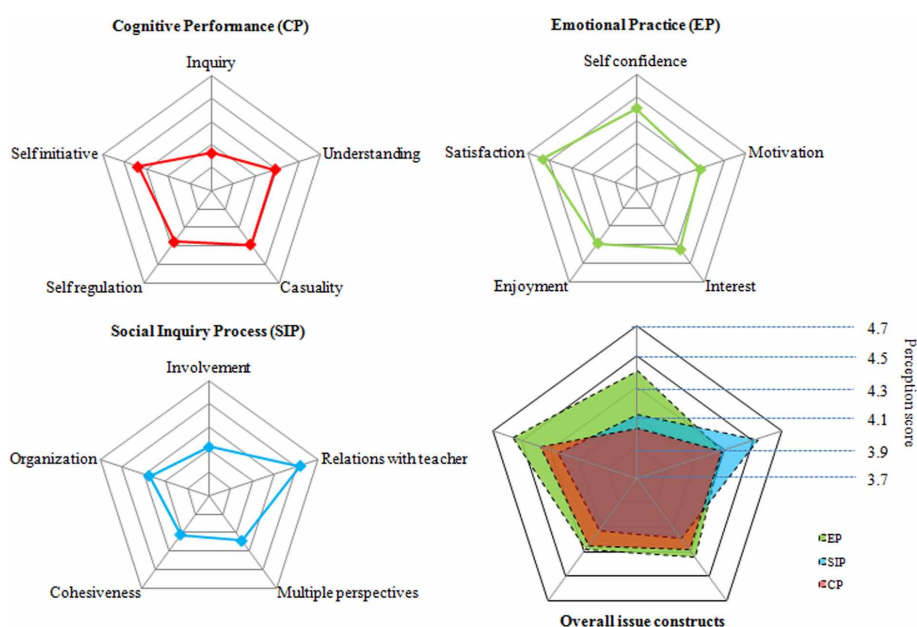 Cognitive Performance (CP)
Inquiry
Self initiative
Understanding
Self regulation
Casuality
Emotional Practice (EP)
Self confidence
Satisfaction
Motivation
Enjoyment
Interest
Social Inquiry Process (SIP)
Involvement
Organization
Relations with teacher
Cohesiveness
Multiple perspectives
4.7
4.5
4.3
4.1
3.9
3.7
Perception score
EP
SIP
CP
Overall issue constructs